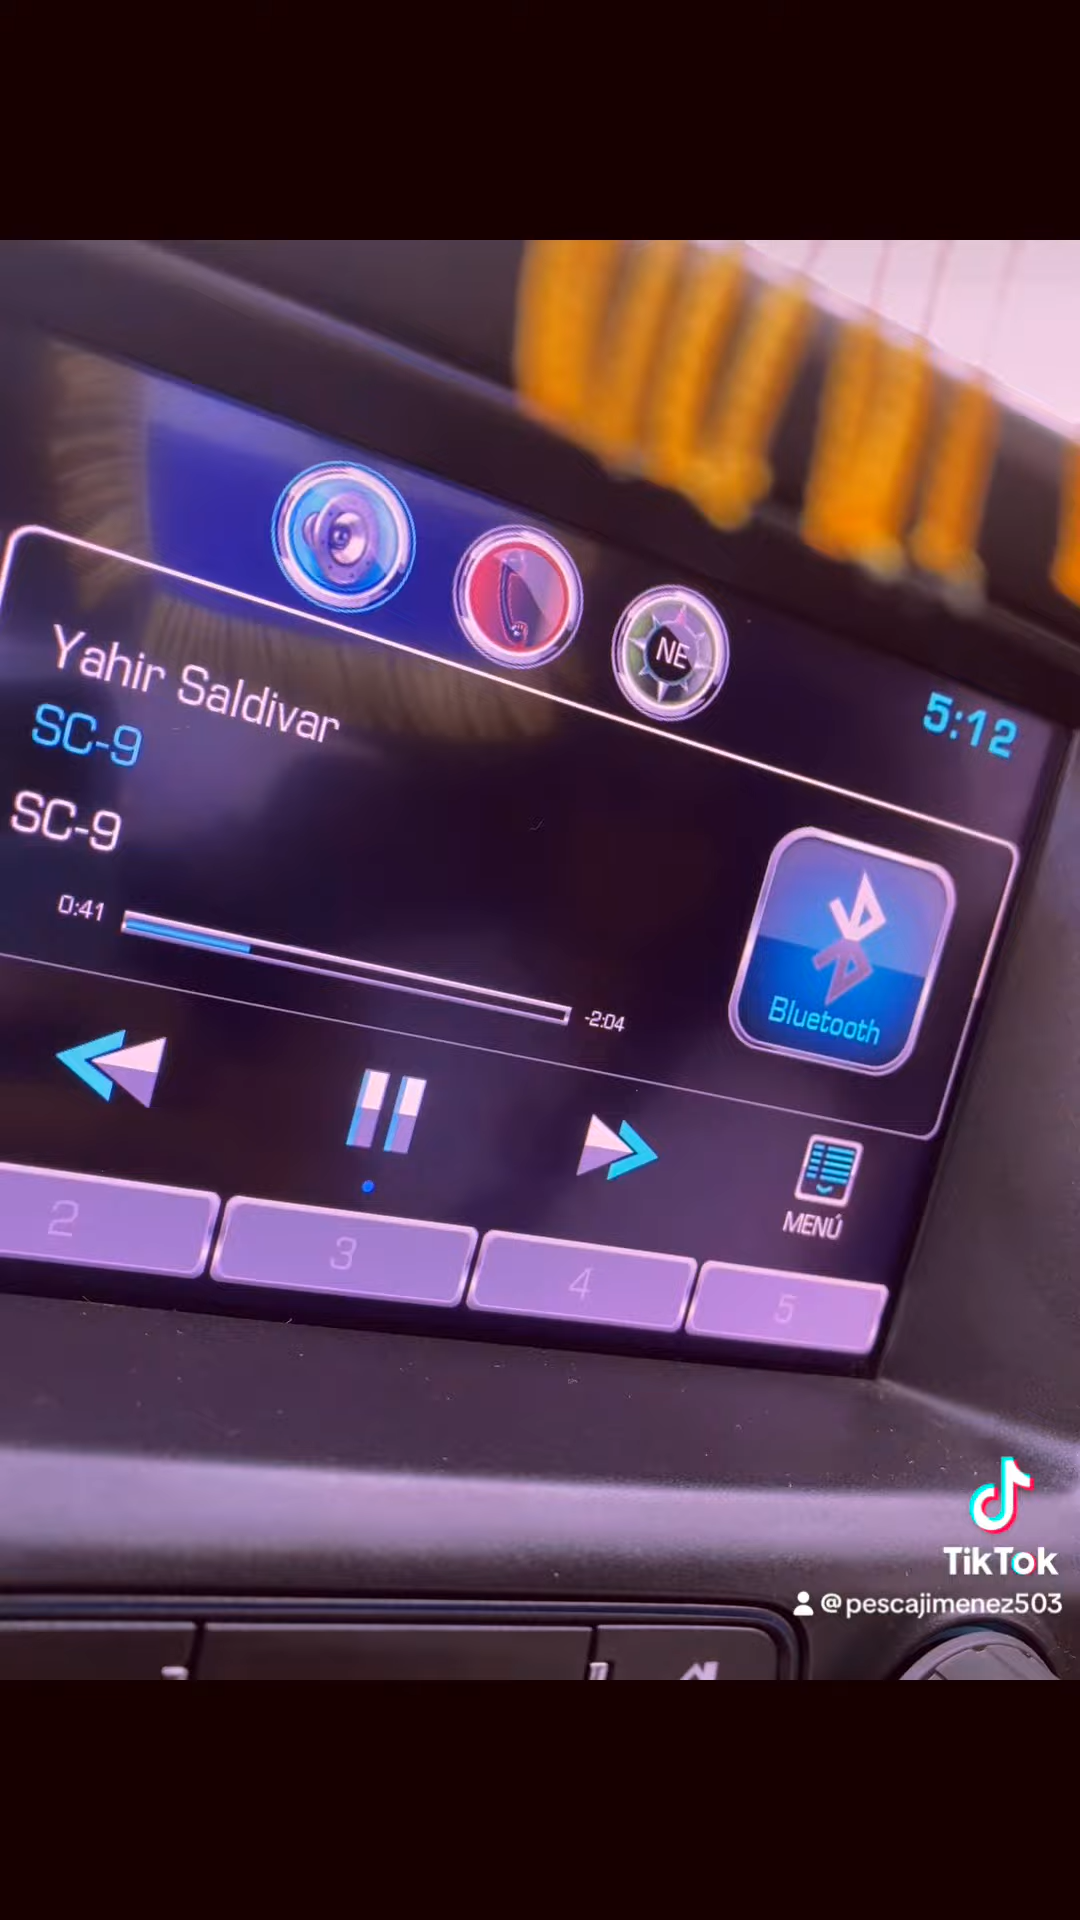 NE
5:12
Yahir Saldivar
SC-9
SC-9
0:41
-2:04
Bluetooth
MENÚ
2
3
4
5
TikTok
@pescajimenez503